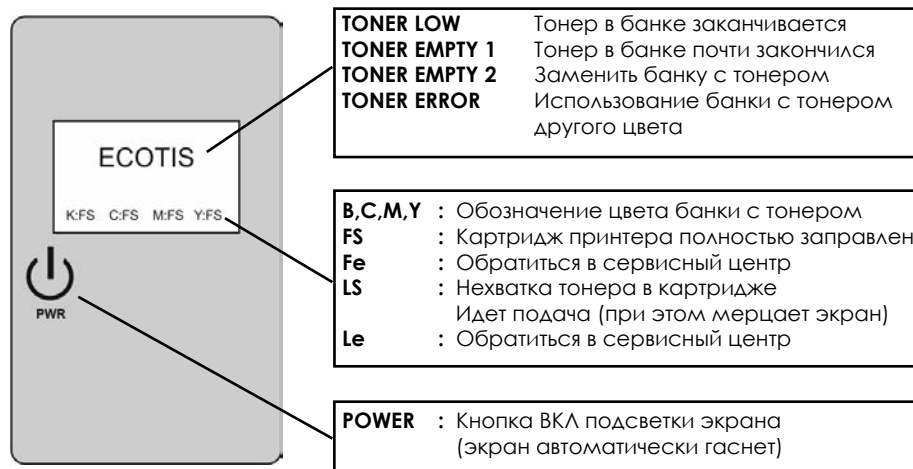 TONER LOW Тонер в банке заканчивается
TONER EMPTY 1 Тонер в банке почти закончился
TONER EMPTY 2 Заменить банку с тонером
TONER ERROR Использование банки с тонером
другого цвета
ECOTIS
K:FS C:FS M:FS Y:FS
PWR
B,C,M,Y : Обозначение цвета банки с тонером
FS : Картридж принтера полностью заправлен
Fe : Обратиться в сервисный центр
LS : Нехватка тонера в картридже
Идет подача (при этом мерцает экран)
Le : Обратиться в сервисный центр
POWER : Кнопка ВКЛ подсветки экрана
(экран автоматически гаснет)